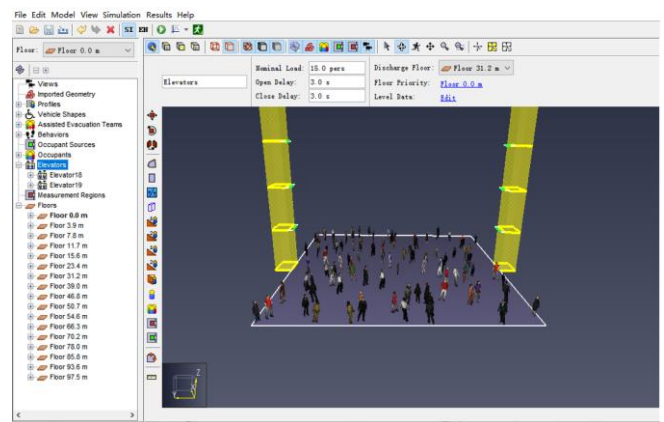 File Edit Model View Simulation Results Help
SI EN
Floor: Floor 0.0 m
Nominal Load: 15.0 pers Discharge Floor: Floor 31.2 m
Elevators Open Delay: 3.0 s Floor Priority: Floor 0.0 m
Close Delay: 3.0 s Level Data: Edit
Views
Imported Geometry
Profiles
Vehicle Shapes
Assisted Evacuation Teams
Behaviors
Occupant Sources
Occupants
Elevators
Elevator18
Elevator19
Measurement Regions
Floors
Floor 0.0 m
Floor 3.9 m
Floor 7.8 m
Floor 11.7 m
Floor 15.6 m
Floor 23.4 m
Floor 31.2 m
Floor 39.0 m
Floor 46.8 m
Floor 50.7 m
Floor 54.6 m
Floor 66.3 m
Floor 70.2 m
Floor 78.0 m
Floor 85.8 m
Floor 93.6 m
Floor 97.5 m
Z
Y
X